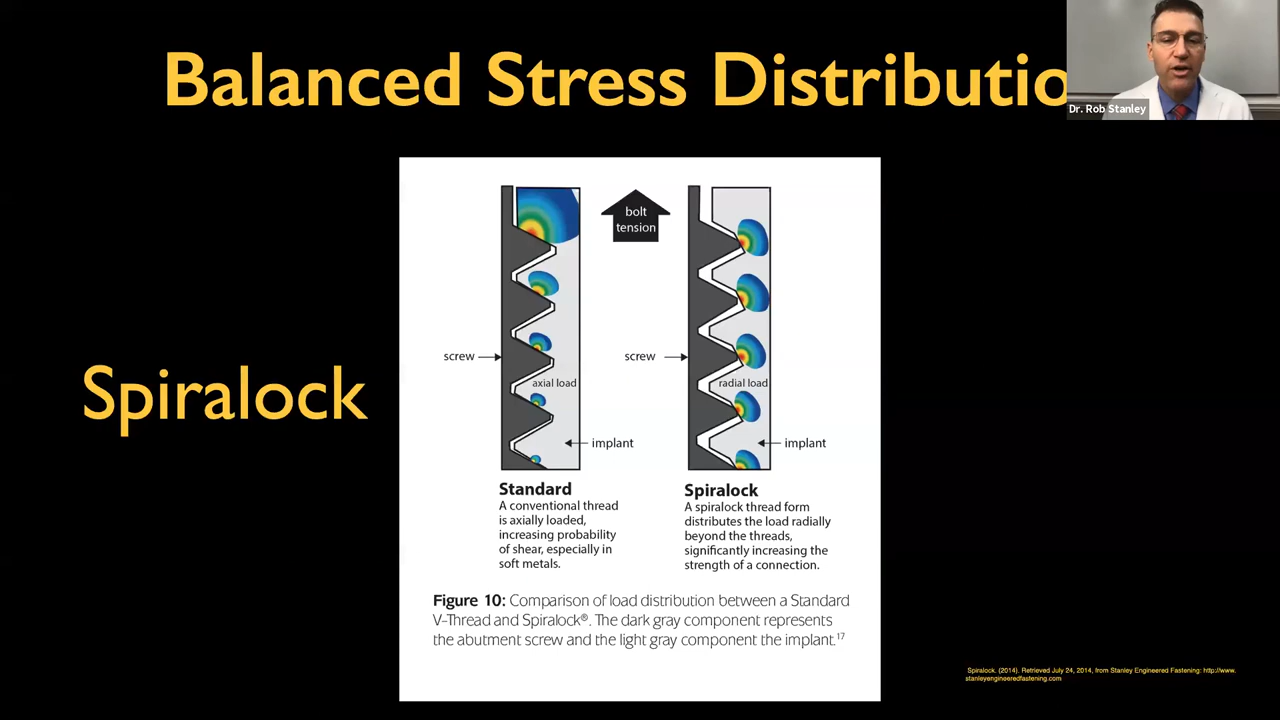 Balanced Stress Distributio
Dr. Rob Stanley
Spiralock
bolt
tension
screw
axial load
implant
screw
radial load
implant
Standard
A conventional thread
is axially loaded,
increasing probability
of shear, especially in
soft metals.
Spiralock
A spiralock thread form
distributes the load radially
beyond the threads,
significantly increasing the
strength of a connection.
Figure 10: Comparison of load distribution between a Standard
V-Thread and Spiralock®. The dark gray component represents
the abutment screw and the light gray component the implant.17
Spiralock. (2014). Retrieved July 24, 2014, from Stanley Engineered Fastening: http://www.
stanleyengineeredfastening.com